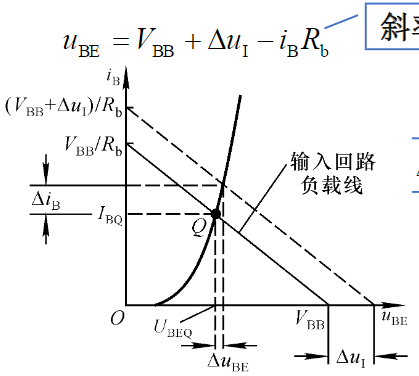 u_BE = V_BB + Δu_I − i_B R_b
斜
i_B
(V_BB+Δu_I)/R_b
V_BB/R_b
输入回路
负载线
Δi_B
I_BQ
Q
O
U_BEQ
V_BB
u_BE
Δu_BE
Δu_I